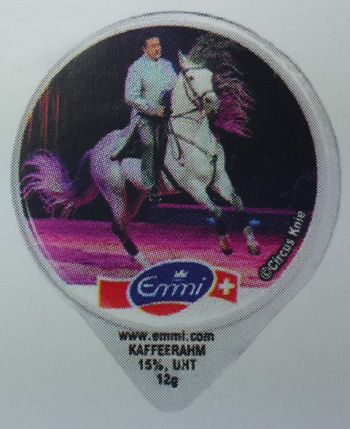 ©Circus Knie
Emmi
www.emmi.com
KAFFEERAHM
15%, UHT
12g